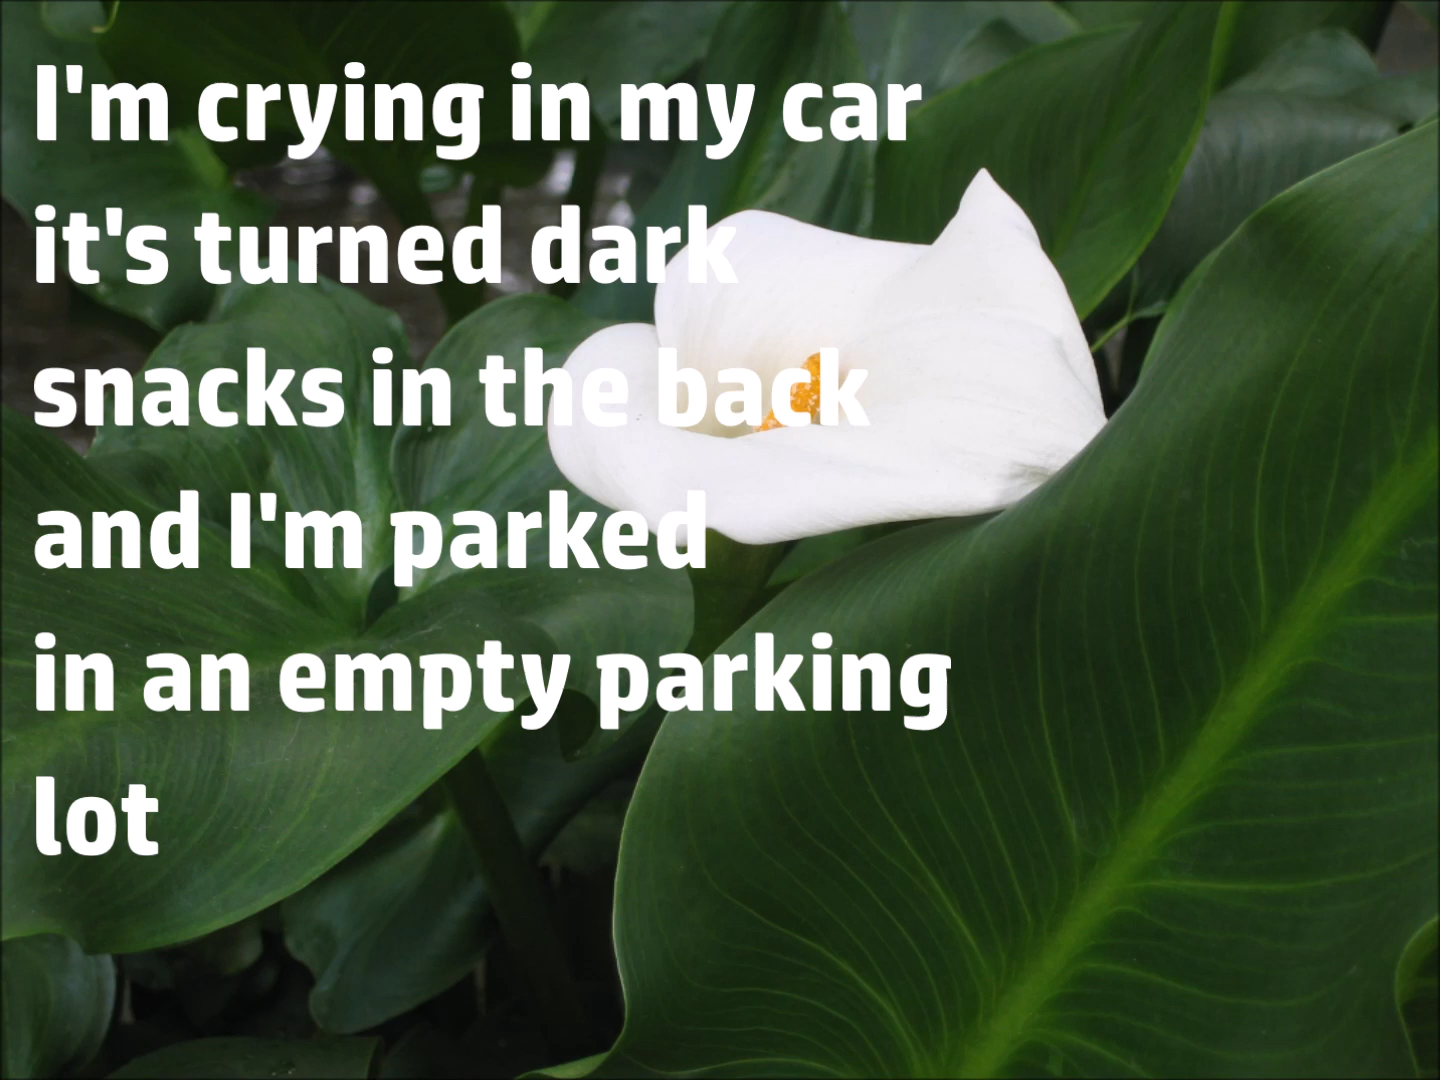 I'm crying in my car
it's turned dark
snacks in the back
and I'm parked
in an empty parking
lot